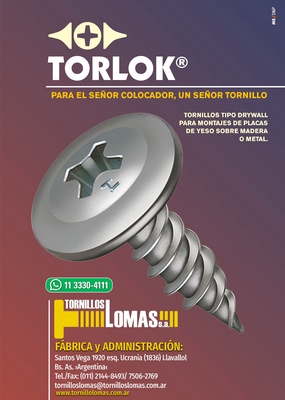 TORLOK®
PARA EL SEÑOR COLOCADOR, UN SEÑOR TORNILLO
TORNILLOS TIPO DRYWALL
PARA MONTAJES DE PLACAS
DE YESO SOBRE MADERA
O METAL.
11 3330-4111
TORNILLOS
LOMAS S.A.
FÁBRICA y ADMINISTRACIÓN:
Santos Vega 1920 esq. Ucrania (1836) Llavallol
Bs. As. »Argentina«
Tel./Fax: (011) 2144-8493/ 7506-2769
tornilloslomas@tornilloslomas.com.ar
www.tornilloslomas.com.ar